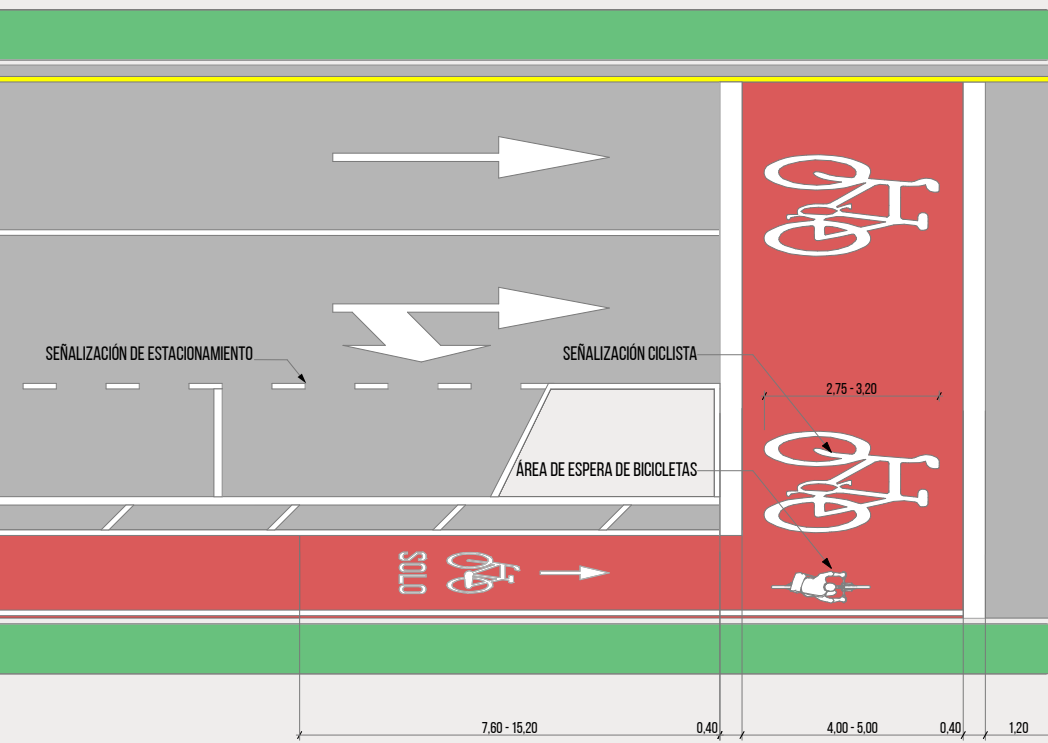 SEÑALIZACIÓN DE ESTACIONAMIENTO
SEÑALIZACIÓN CICLISTA
2,75 - 3,20
ÁREA DE ESPERA DE BICICLETAS
SOLO
7,60 - 15,20
0,40
4,00 - 5,00
0,40
1,20